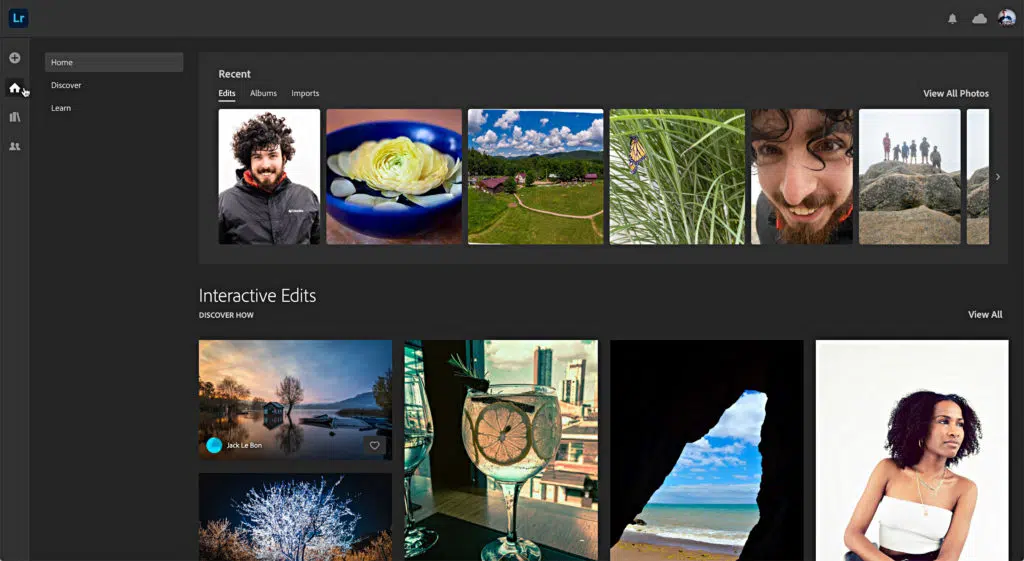 Lr
Home
Discover
Learn
Recent
Edits Albums Imports
View All Photos
Interactive Edits
DISCOVER HOW
View All
Jack Le Bon